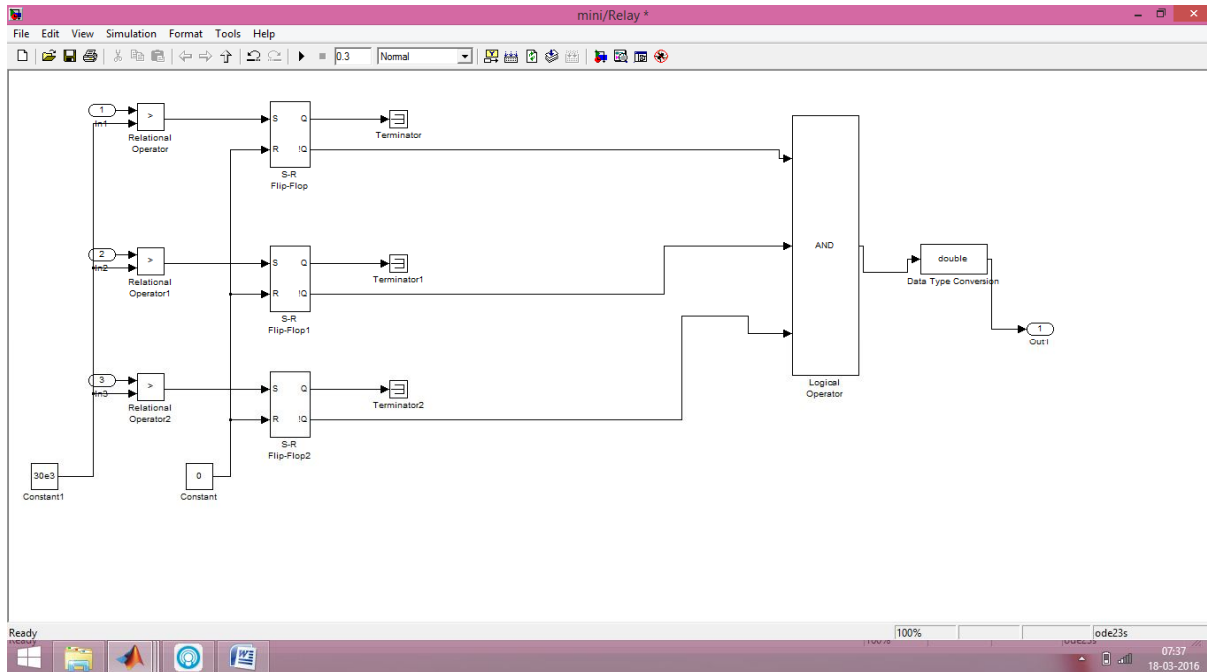 mini/Relay *
File Edit View Simulation Format Tools Help
0.3 Normal
1
In1
>
Relational
Operator
S Q
R !Q
S-R
Flip-Flop
Terminator
2
In2
>
Relational
Operator1
S Q
R !Q
S-R
Flip-Flop1
Terminator1
3
In3
>
Relational
Operator2
S Q
R !Q
S-R
Flip-Flop2
Terminator2
30e3
Constant1
0
Constant
AND
Logical
Operator
double
Data Type Conversion
1
Out1
Ready 100% ode23s
07:37
18-03-2016